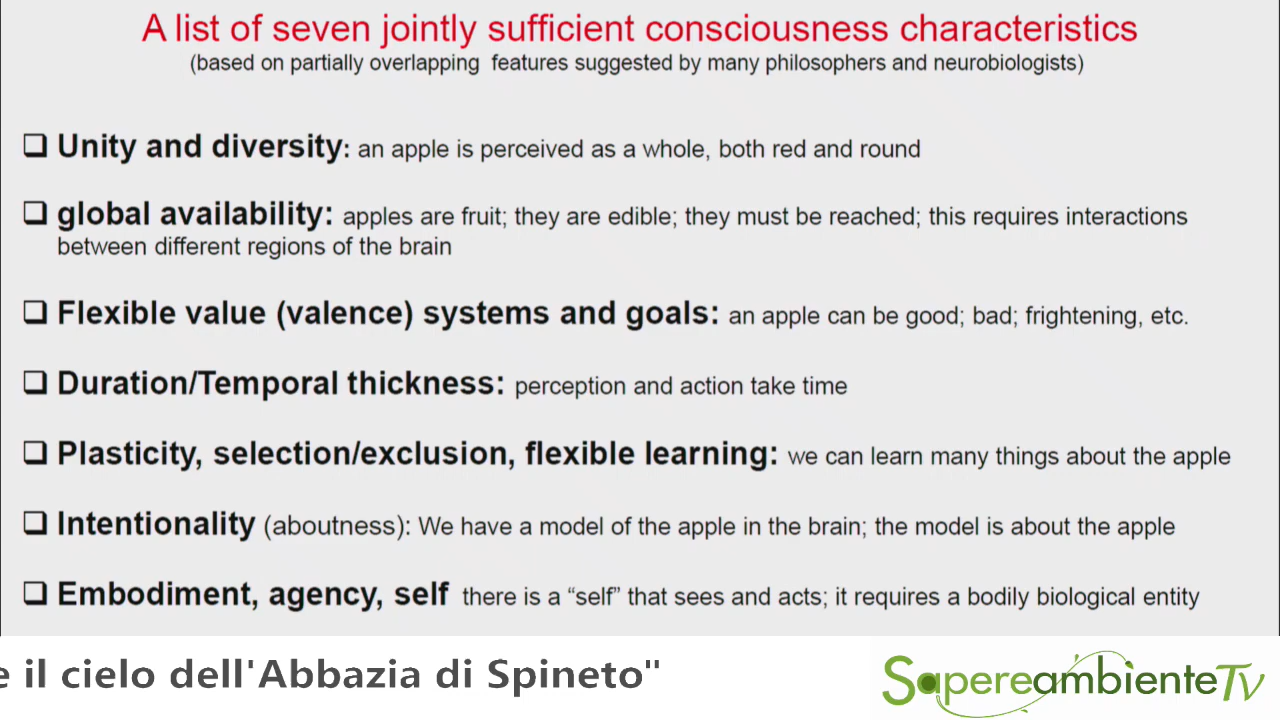 A list of seven jointly sufficient consciousness characteristics
(based on partially overlapping features suggested by many philosophers and neurobiologists)
❑ Unity and diversity: an apple is perceived as a whole, both red and round
❑ global availability: apples are fruit; they are edible; they must be reached; this requires interactions
between different regions of the brain
❑ Flexible value (valence) systems and goals: an apple can be good; bad; frightening, etc.
❑ Duration/Temporal thickness: perception and action take time
❑ Plasticity, selection/exclusion, flexible learning: we can learn many things about the apple
❑ Intentionality (aboutness): We have a model of the apple in the brain; the model is about the apple
❑ Embodiment, agency, self there is a “self” that sees and acts; it requires a bodily biological entity
e il cielo dell'Abbazia di Spineto"
SapereambienteTv